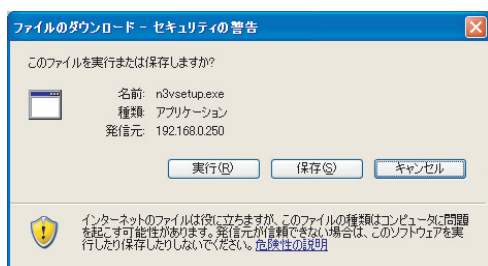 ファイルのダウンロード - セキュリティの警告
このファイルを実行または保存しますか?
名前: n3vsetup.exe
種類: アプリケーション
発信元: 192.168.0.250
実行(R) 保存(S) キャンセル
インターネットのファイルは役に立ちますが、このファイルの種類はコンピュータに問題
を起こす可能性があります。発信元が信頼できない場合は、このソフトウェアを実
行したり保存したりしないでください。危険性の説明